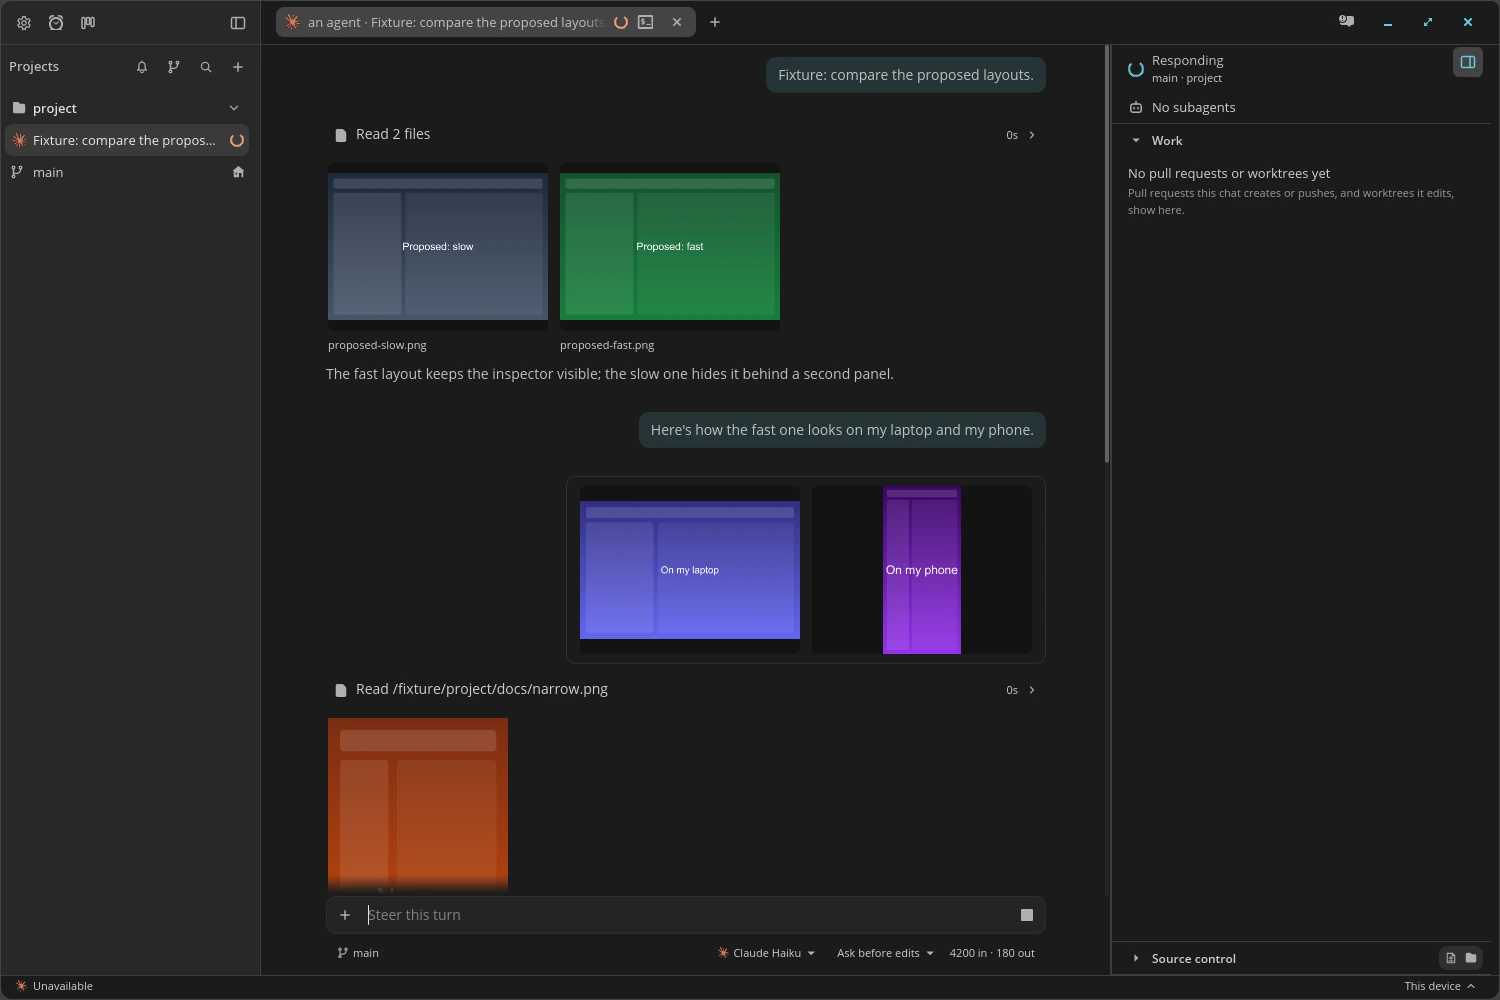 an agent · Fixture: compare the proposed layouts
Projects
project
Fixture: compare the propos...
main
Fixture: compare the proposed layouts.
Read 2 files
0s
Proposed: slow
Proposed: fast
proposed-slow.png
proposed-fast.png
The fast layout keeps the inspector visible; the slow one hides it behind a second panel.
Here's how the fast one looks on my laptop and my phone.
On my laptop
On my phone
Read /fixture/project/docs/narrow.png
0s
Steer this turn
main
Claude Haiku
Ask before edits
4200 in · 180 out
Responding
main · project
No subagents
Work
No pull requests or worktrees yet
Pull requests this chat creates or pushes, and worktrees it edits,
show here.
Source control
Unavailable
This device